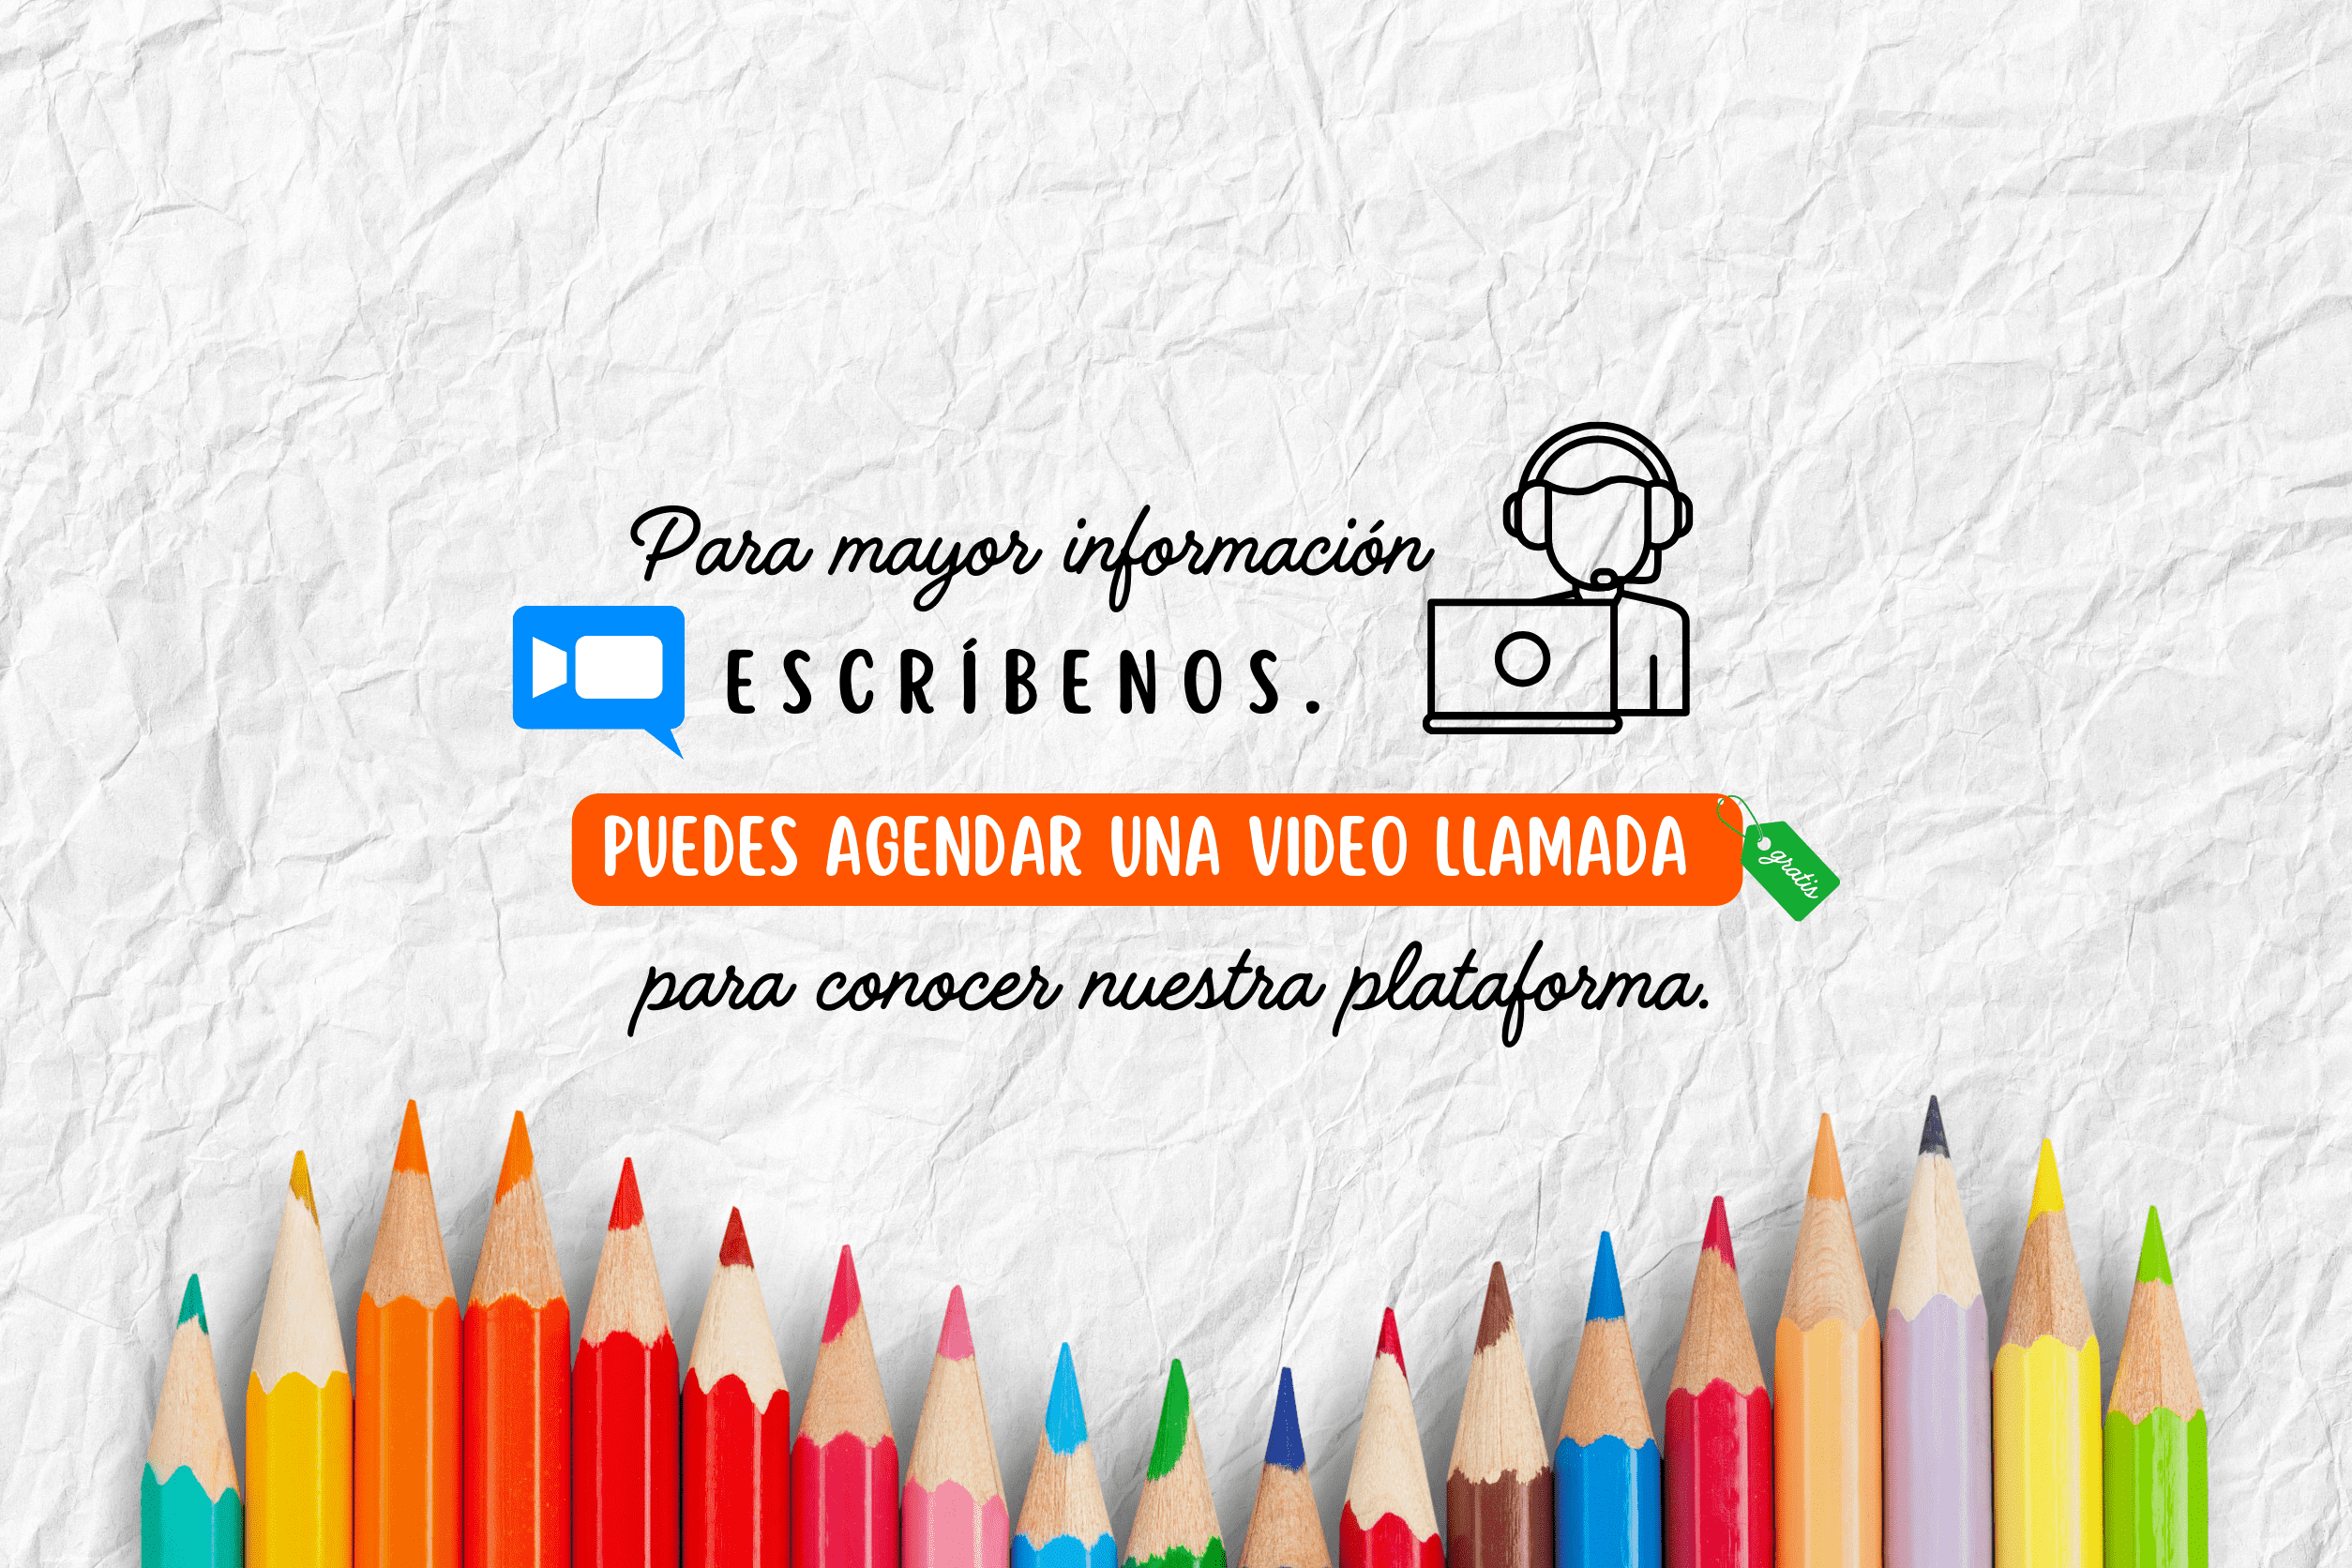 Para mayor información
ESCRÍBENOS.
PUEDES AGENDAR UNA VIDEO LLAMADA
gratis
para conocer nuestra plataforma.